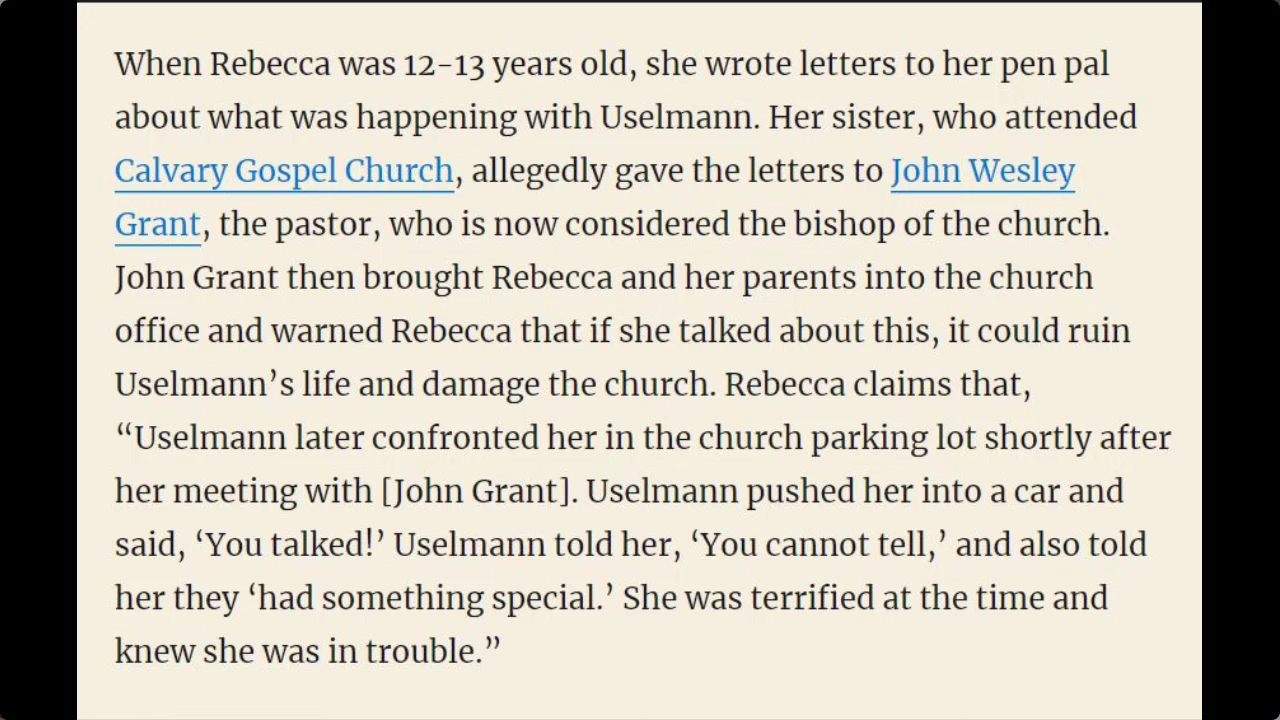 When Rebecca was 12-13 years old, she wrote letters to her pen pal
about what was happening with Uselmann. Her sister, who attended
Calvary Gospel Church, allegedly gave the letters to John Wesley
Grant, the pastor, who is now considered the bishop of the church.
John Grant then brought Rebecca and her parents into the church
office and warned Rebecca that if she talked about this, it could ruin
Uselmann’s life and damage the church. Rebecca claims that,
“Uselmann later confronted her in the church parking lot shortly after
her meeting with [John Grant]. Uselmann pushed her into a car and
said, ‘You talked!’ Uselmann told her, ‘You cannot tell,’ and also told
her they ‘had something special.’ She was terrified at the time and
knew she was in trouble.”